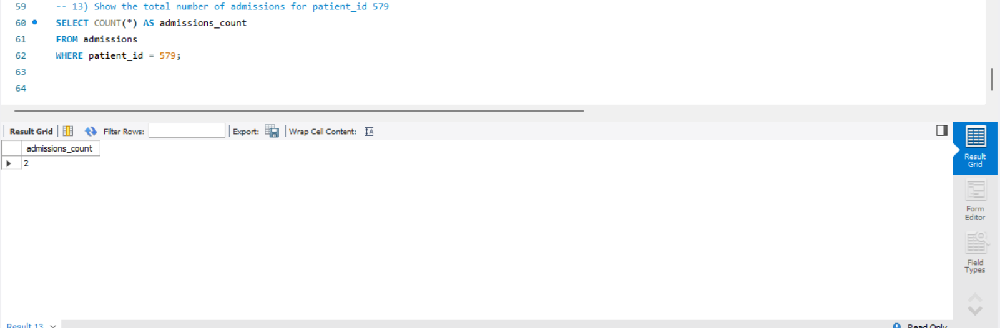 59 -- 13) Show the total number of admissions for patient_id 579
60 SELECT COUNT(*) AS admissions_count
61 FROM admissions
62 WHERE patient_id = 579;
63
64
Result Grid Filter Rows: Export: Wrap Cell Content:
admissions_count
2
Result
Grid
Form
Editor
Field
Types
Result 13 Read Only